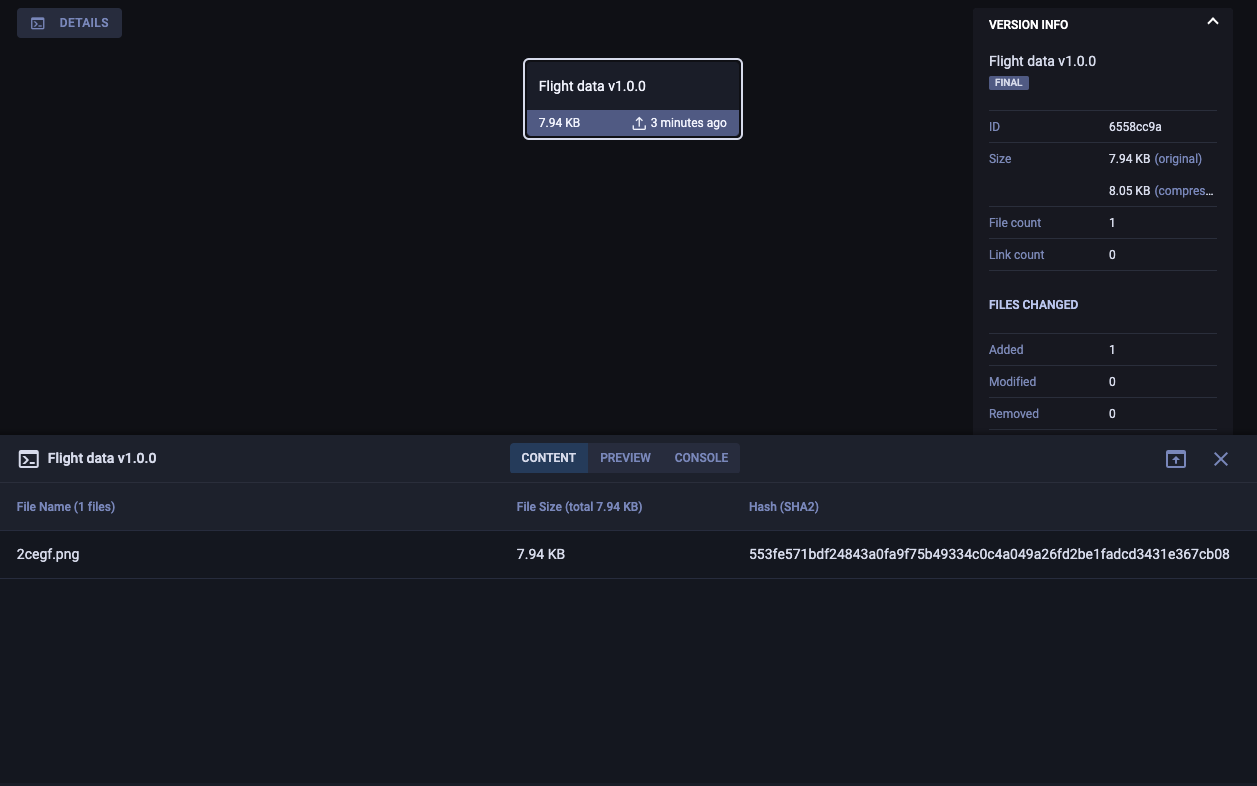 DETAILS
Flight data v1.0.0
7.94 KB 3 minutes ago
VERSION INFO
Flight data v1.0.0
FINAL
ID 6558cc9a
Size 7.94 KB (original)
8.05 KB (compres...
File count 1
Link count 0
FILES CHANGED
Added 1
Modified 0
Removed 0
Flight data v1.0.0
CONTENT PREVIEW CONSOLE
File Name (1 files) File Size (total 7.94 KB) Hash (SHA2)
2cegf.png 7.94 KB 553fe571bdf24843a0fa9f75b49334c0c4a049a26fd2be1fadcd3431e367cb08